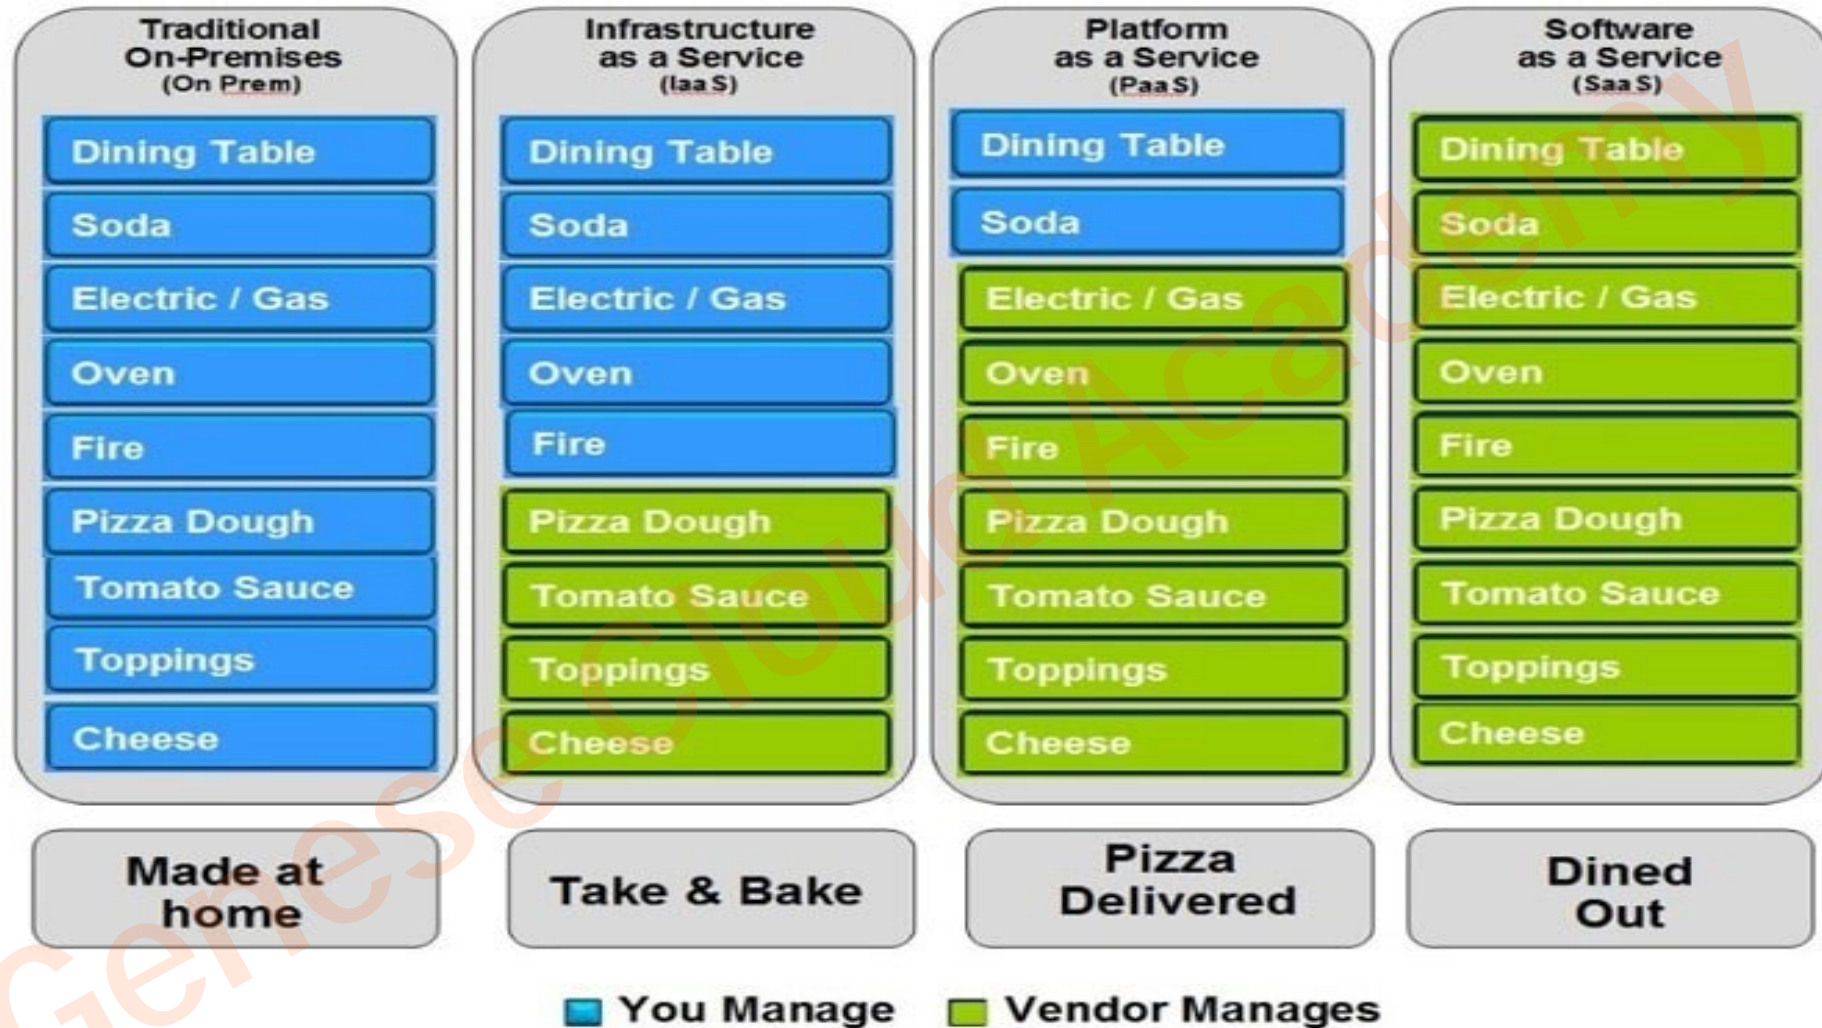 Traditional
On-Premises
(On Prem)
Dining Table
Soda
Electric / Gas
Oven
Fire
Pizza Dough
Tomato Sauce
Toppings
Cheese
Made at
home
Infrastructure
as a Service
(IaaS)
Dining Table
Soda
Electric / Gas
Oven
Fire
Pizza Dough
Tomato Sauce
Toppings
Cheese
Take & Bake
Platform
as a Service
(PaaS)
Dining Table
Soda
Electric / Gas
Oven
Fire
Pizza Dough
Tomato Sauce
Toppings
Cheese
Pizza
Delivered
Software
as a Service
(SaaS)
Dining Table
Soda
Electric / Gas
Oven
Fire
Pizza Dough
Tomato Sauce
Toppings
Cheese
Dined
Out
You Manage
Vendor Manages
Genese Cloud Academy